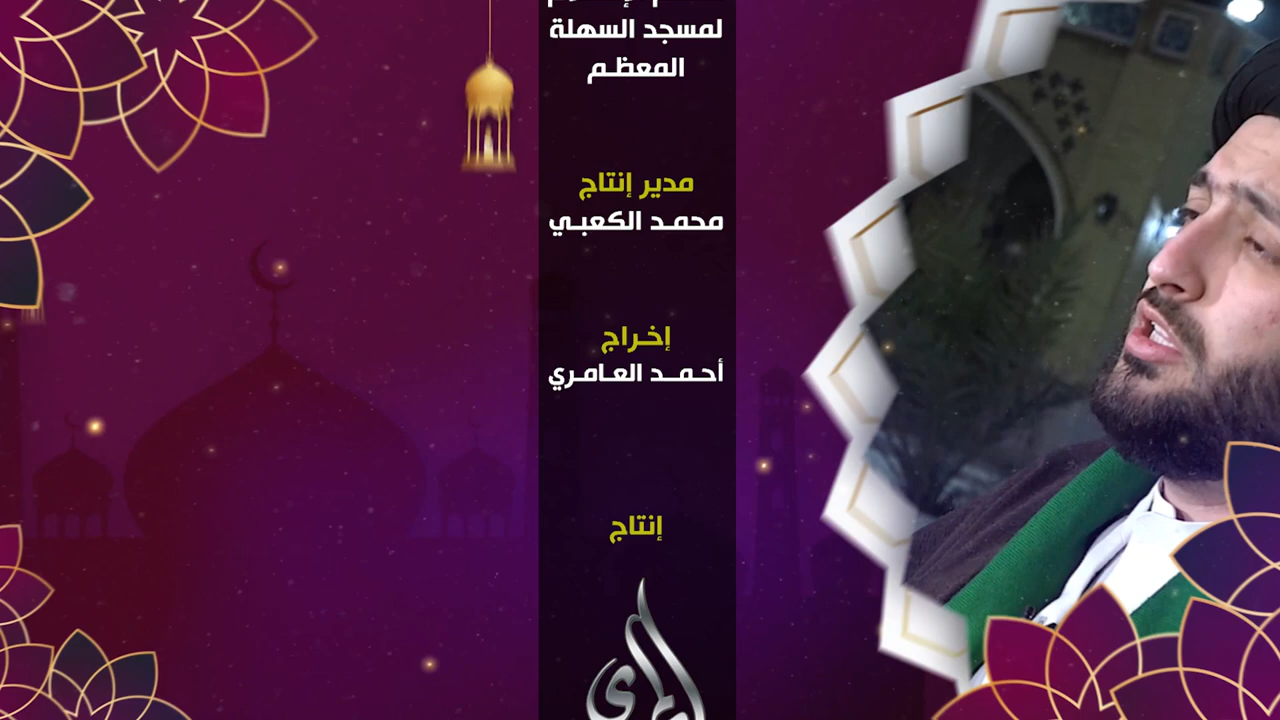 لمسجد السهلة
المعظم
مدير إنتاج
محمد الكعبي
إخراج
أحمد العامري
إنتاج